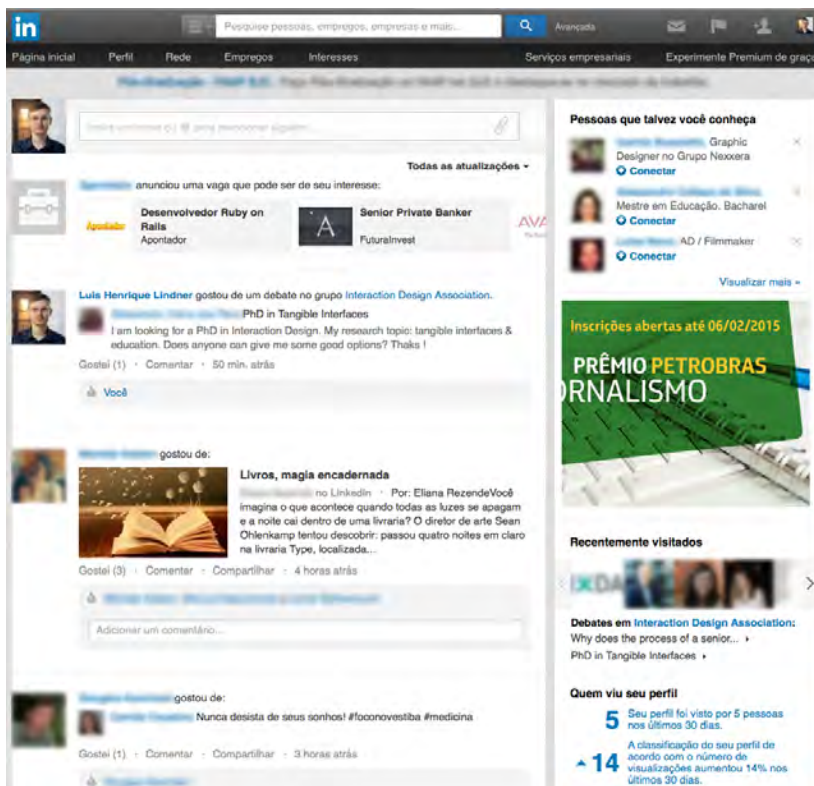 in
Pesquise pessoas, empregos, empresas e mais...
Avançada
Página inicial Perfil Rede Empregos Interesses
Serviços empresariais Experimente Premium de graça
Todas as atualizações
anunciou uma vaga que pode ser de seu interesse:
Apontador
Desenvolvedor Ruby on
Rails
Apontador
A
Senior Private Banker
FuturaInvest
AVA
Luis Henrique Lindner gostou de um debate no grupo Interaction Design Association.
PhD in Tangible Interfaces
I am looking for a PhD in Interaction Design. My research topic: tangible interfaces &
education. Does anyone can give me some good options? Thaks !
Gostei (1) · Comentar · 50 min. atrás
Você
gostou de:
Livros, magia encadernada
no LinkedIn · Por: Eliana RezendeVocê
imagina o que acontece quando todas as luzes se apagam
e a noite cai dentro de uma livraria? O diretor de arte Sean
Ohlenkamp tentou descobrir: passou quatro noites em claro
na livraria Type, localizada...
Gostei (3) · Comentar · Compartilhar · 4 horas atrás
Adicionar um comentário...
gostou de:
Nunca desista de seus sonhos! #foconovestiba #medicina
Gostei (1) · Comentar · Compartilhar · 3 horas atrás
Pessoas que talvez você conheça
Graphic
Designer no Grupo Nexxera
Conectar
Mestre em Educação. Bacharel
Conectar
AD / Filmmaker
Conectar
Visualizar mais »
Inscrições abertas até 06/02/2015
PRÊMIO PETROBRAS
ORNALISMO
Recentemente visitados
IXDA
Debates em Interaction Design Association:
Why does the process of a senior...
PhD in Tangible Interfaces
Quem viu seu perfil
5 Seu perfil foi visto por 5 pessoas
nos últimos 30 dias.
14 A classificação do seu perfil de
acordo com o número de
visualizações aumentou 14% nos
últimos 30 dias.